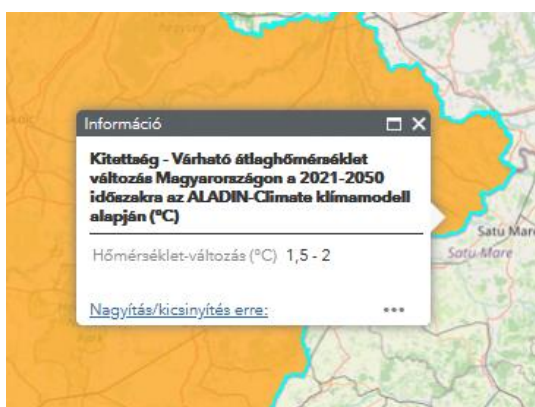 Információ
Kitettség - Várható átlaghőmérséklet
változás Magyarországon a 2021-2050
időszakra az ALADIN-Climate klímamodell
alapján (°C)
Hőmérséklet-változás (°C) 1,5 - 2
Nagyítás/kicsinyítés erre:
Satu Mare
Satu Mare